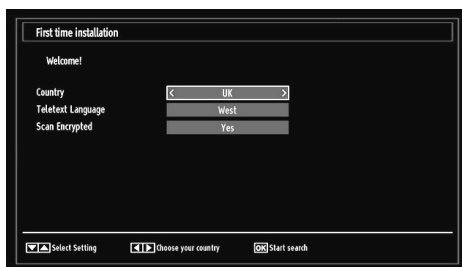 First time installation
Welcome!
Country < UK >
Teletext Language West
Scan Encrypted Yes
Select Setting Choose your country OK Start search